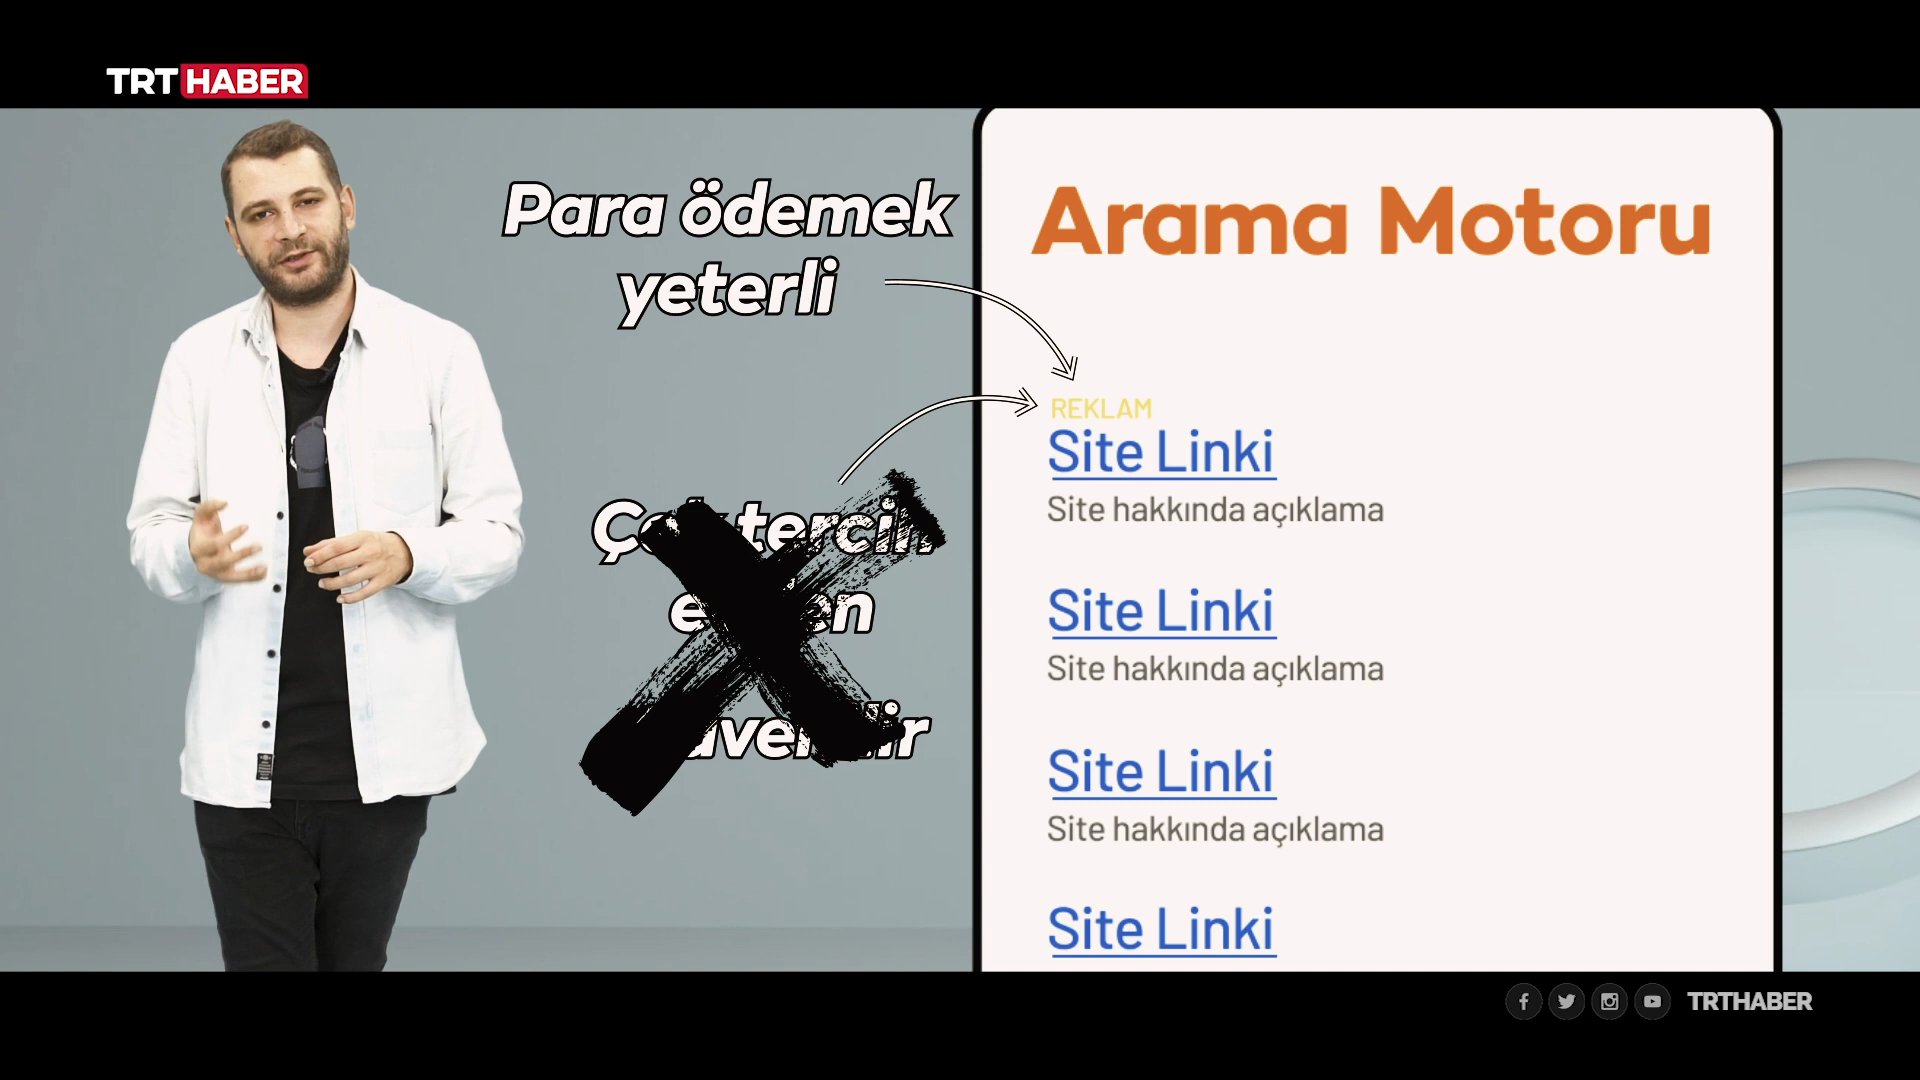 TRT HABER
Para ödemek
yeterli
Arama Motoru
REKLAM
Site Linki
Site hakkında açıklama
Site Linki
Site hakkında açıklama
Site Linki
Site hakkında açıklama
Site Linki
TRTHABER